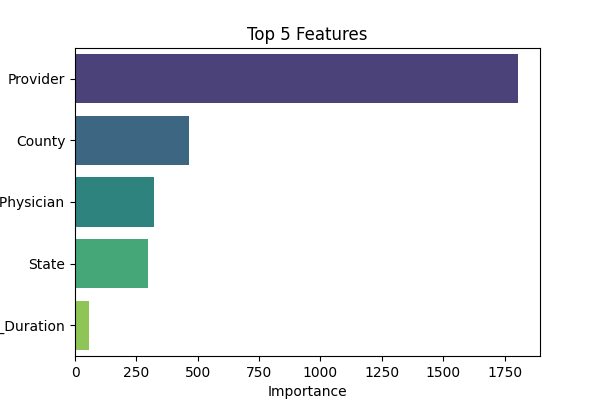 Top 5 Features
Provider
County
Physician
State
_Duration
0 250 500 750 1000 1250 1500 1750
Importance